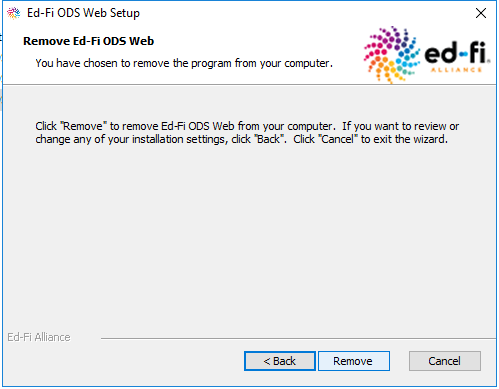 Ed-Fi ODS Web Setup
Remove Ed-Fi ODS Web
You have chosen to remove the program from your computer.
ed-fi
ALLIANCE
Click "Remove" to remove Ed-Fi ODS Web from your computer.  If you want to review or
change any of your installation settings, click "Back".  Click "Cancel" to exit the wizard.
Ed-Fi Alliance
< Back
Remove
Cancel